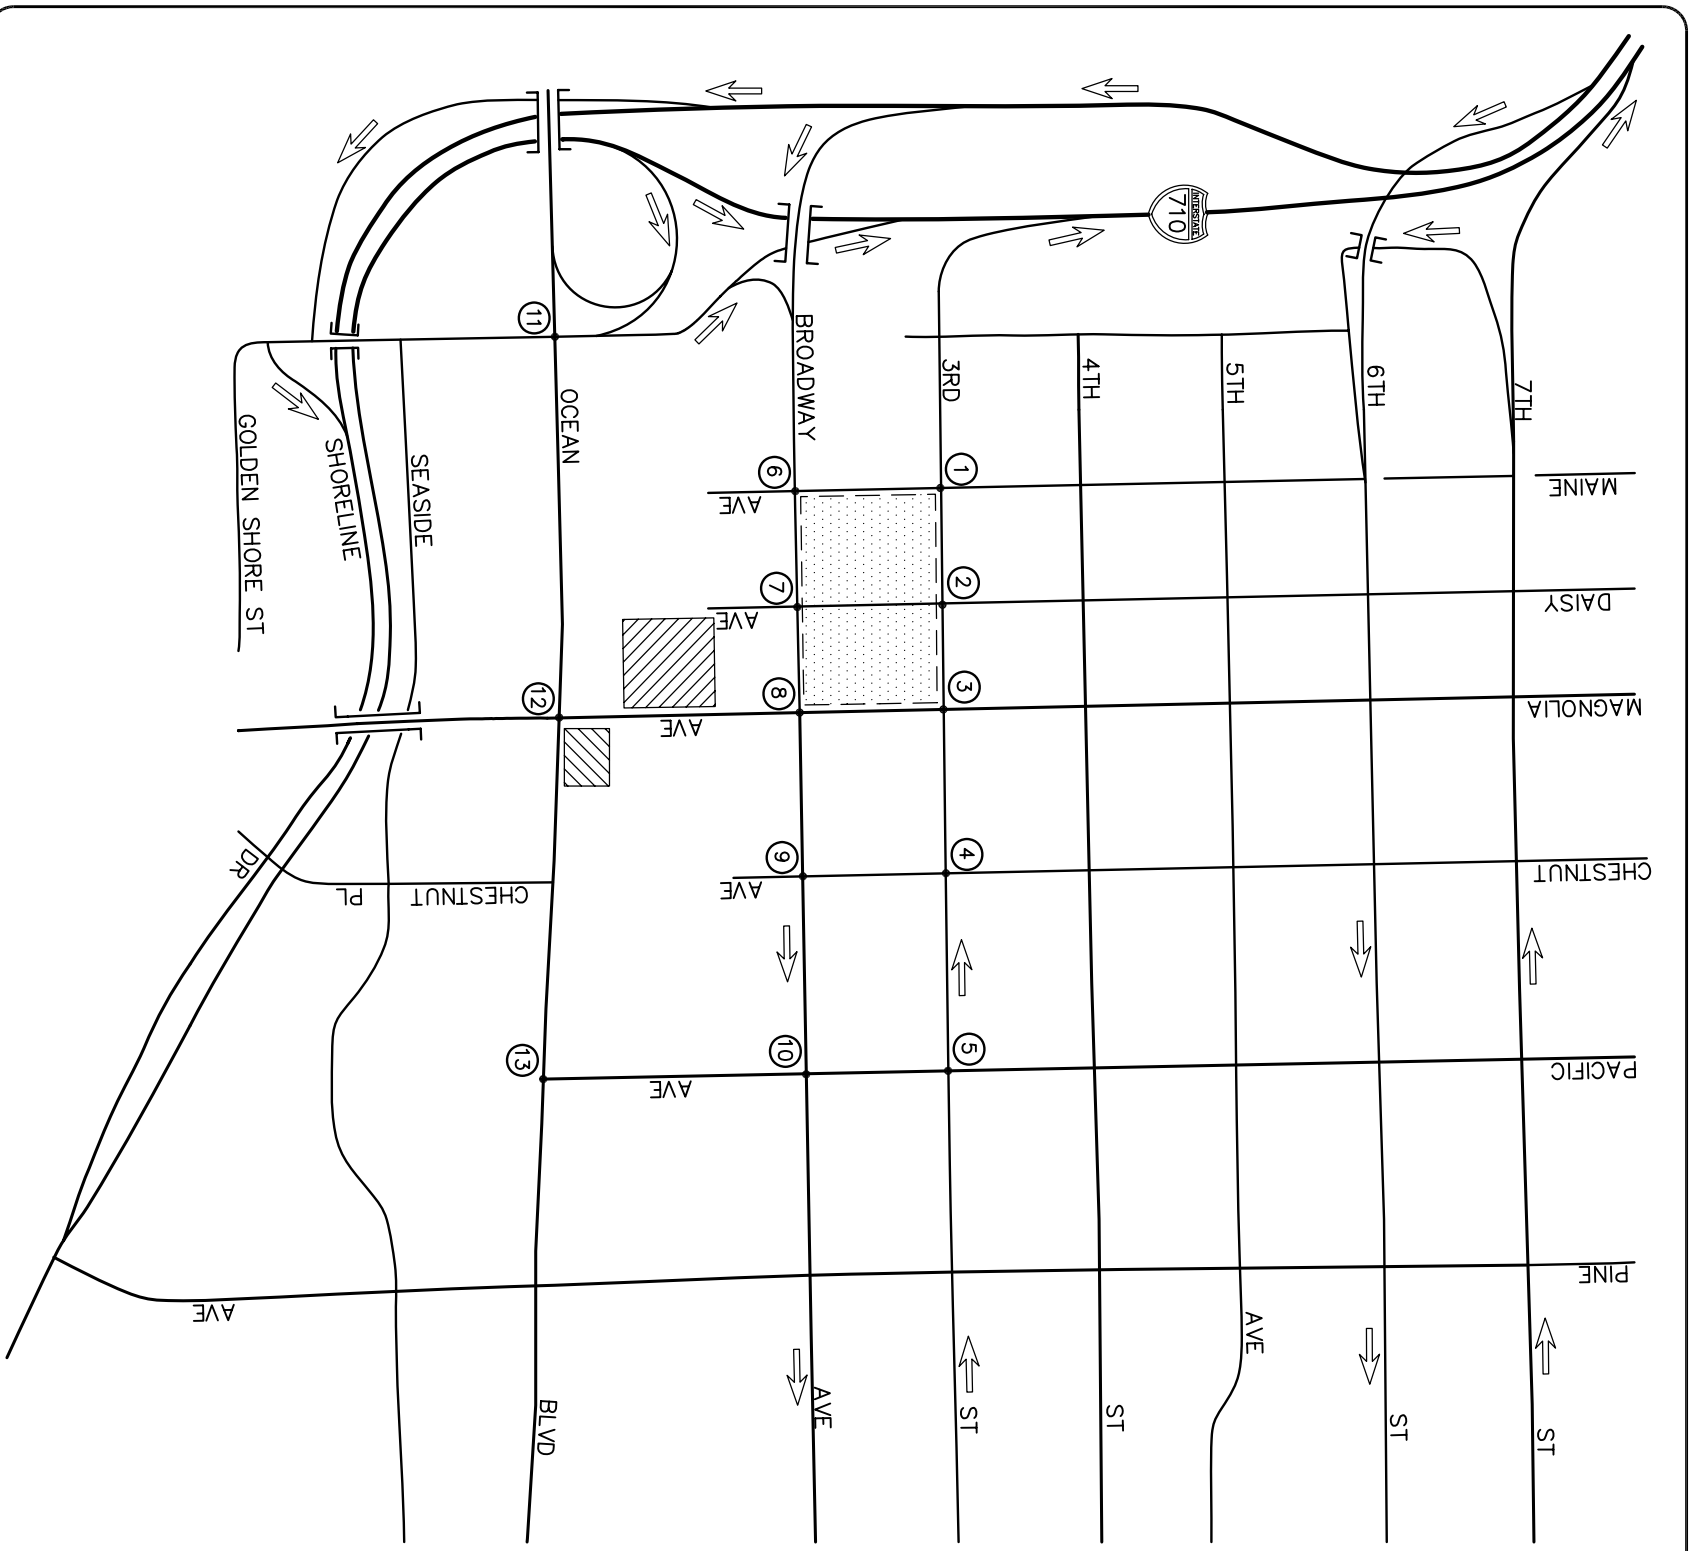 INTERSTATE
710
7TH
ST
6TH
ST
5TH
AVE
4TH
ST
3RD
ST
BROADWAY
AVE
OCEAN
BLVD
SEASIDE
SHORELINE
DR
GOLDEN SHORE ST
MAINE
AVE
DAISY
AVE
MAGNOLIA
AVE
CHESTNUT
AVE
CHESTNUT PL
PACIFIC
AVE
PINE
AVE
1
2
3
4
5
6
7
8
9
10
11
12
13